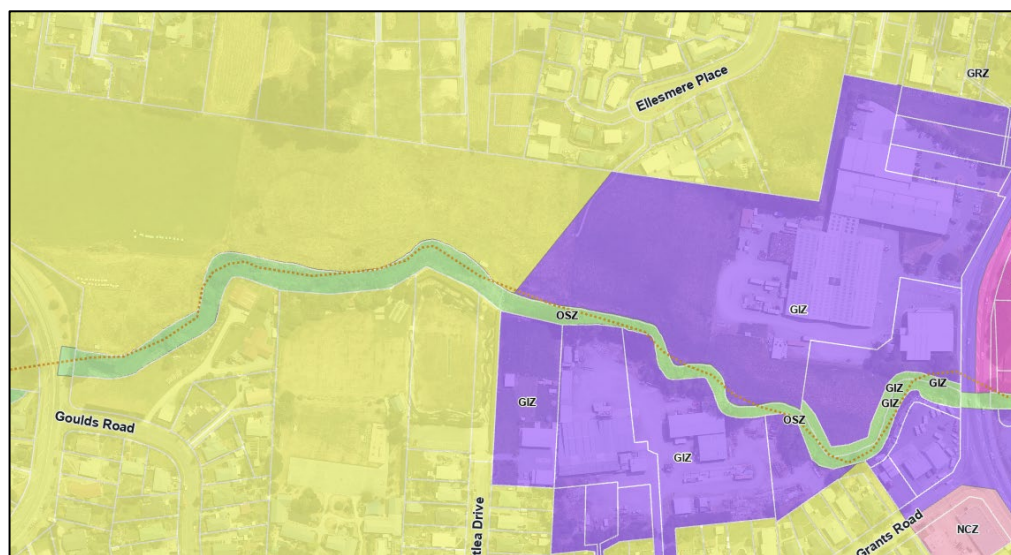 GRZ
Ellesmere Place
GIZ
OSZ
GIZ
GIZ
GIZ
GIZ
OSZ
Goulds Road
GIZ
tlea Drive
Grants Road
NCZ